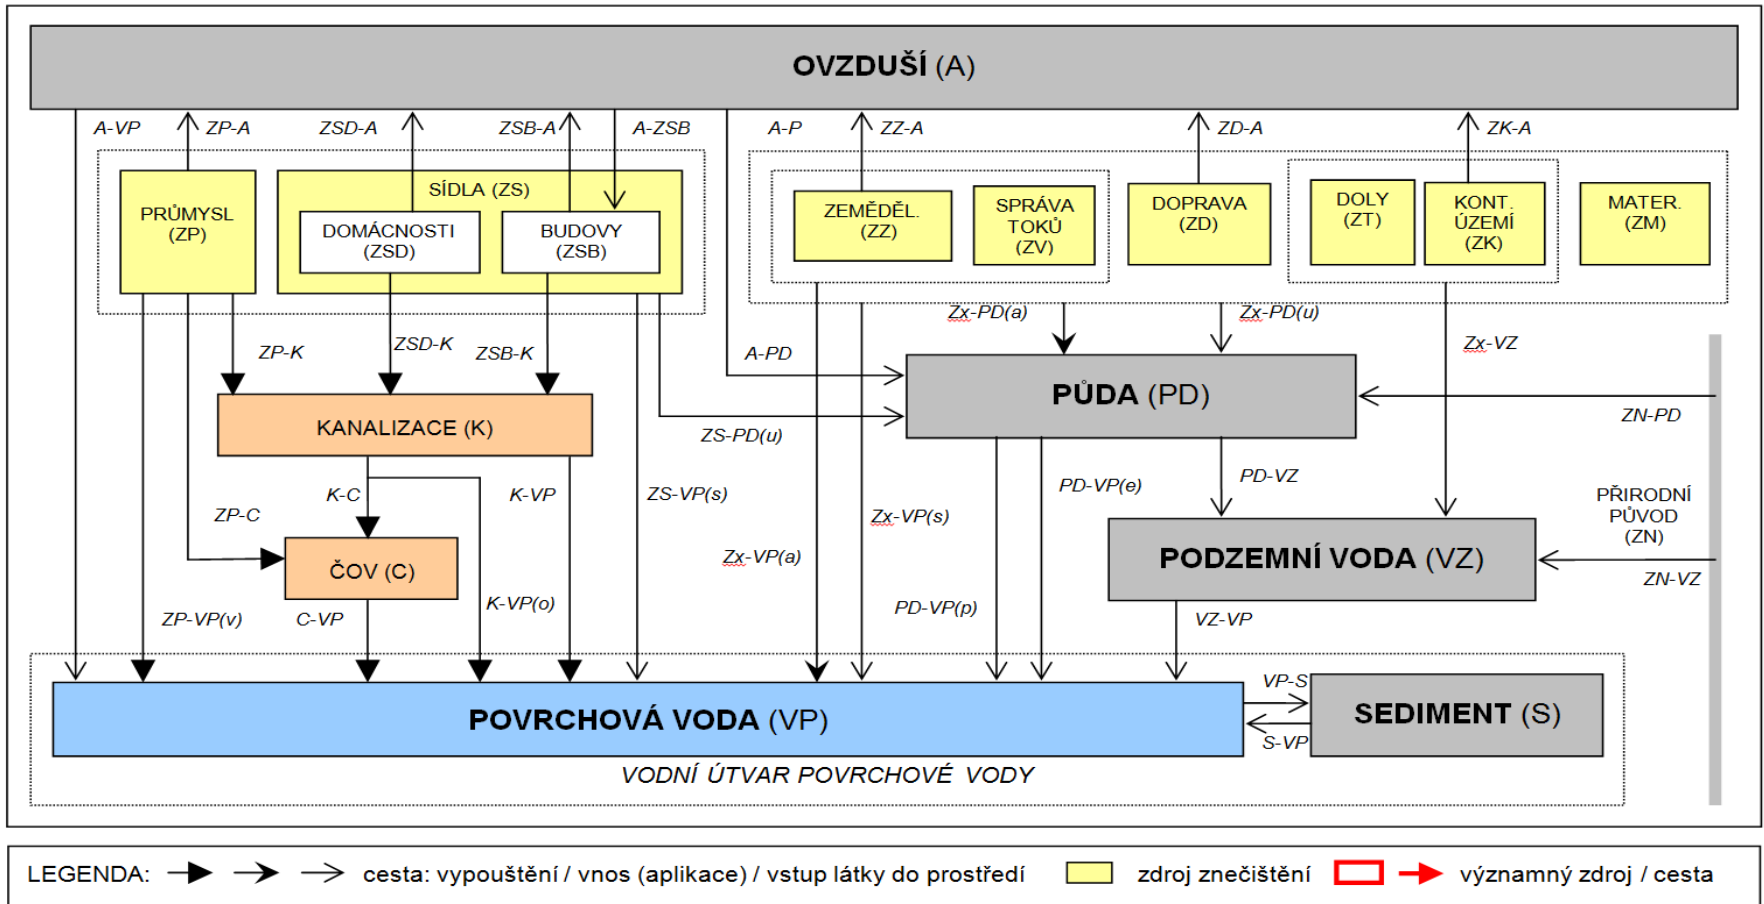 OVZDUŠÍ (A)
A-VP
ZP-A
ZSD-A
ZSB-A
A-ZSB
A-P
ZZ-A
ZD-A
ZK-A
PRŮMYSL
(ZP)
SÍDLA (ZS)
DOMÁCNOSTI
(ZSD)
BUDOVY
(ZSB)
ZEMĚDĚL.
(ZZ)
SPRÁVA
TOKŮ
(ZV)
DOPRAVA
(ZD)
DOLY
(ZT)
KONT.
ÚZEMÍ
(ZK)
MATER.
(ZM)
ZP-K
ZSD-K
ZSB-K
A-PD
Zx-PD(a)
Zx-PD(u)
Zx-VZ
PŮDA (PD)
ZN-PD
KANALIZACE (K)
ZS-PD(u)
K-C
K-VP
ZS-VP(s)
ZP-C
Zx-VP(s)
Zx-VP(a)
PD-VP(e)
PD-VZ
PŘIRODNÍ
PŮVOD
(ZN)
ČOV (C)
PODZEMNÍ VODA (VZ)
ZN-VZ
ZP-VP(v)
C-VP
K-VP(o)
PD-VP(p)
VZ-VP
POVRCHOVÁ VODA (VP)
VP-S
S-VP
SEDIMENT (S)
VODNÍ ÚTVAR POVRCHOVÉ VODY
LEGENDA: cesta: vypouštění / vnos (aplikace) / vstup látky do prostředí zdroj znečištění významný zdroj / cesta